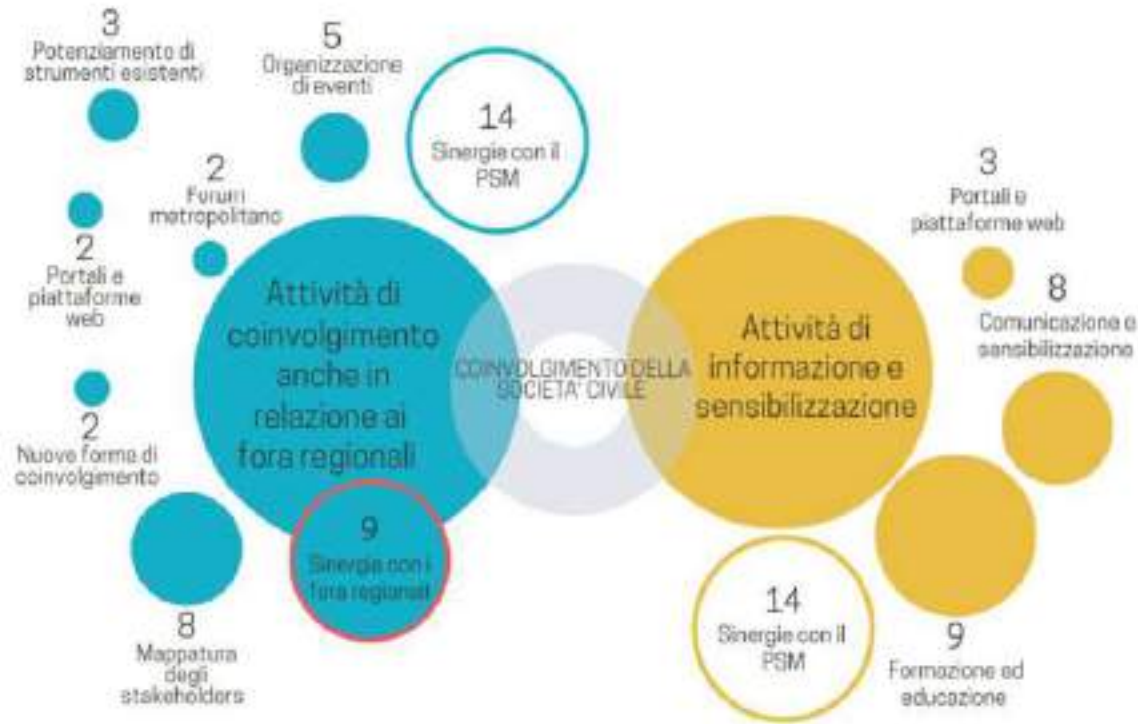 3
Potenziamento di
strumenti esistenti
5
Organizzazione
di eventi
14
Sinergie con il
PSM
2
Forum
metropolitano
2
Portali e
piattaforme
web
2
Nuove forme di
coinvolgimento
8
Mappatura
degli
stakeholders
Attività di
coinvolgimento
anche in
relazione ai
fora regionali
9
Sinergie con i
fora regionali
COINVOLGIMENTO DELLA
SOCIETA' CIVILE
Attività di
informazione e
sensibilizzazione
3
Portali e
piattaforme web
8
Comunicazione e
sensibilizzazione
14
Sinergie con il
PSM
9
Formazione ed
educazione